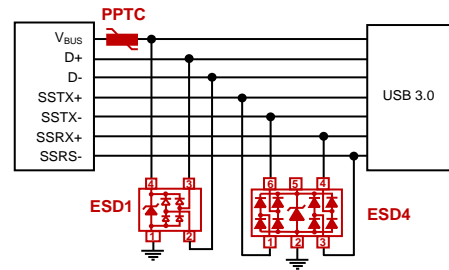 PPTC
VBUS
D+
D-
SSTX+
SSTX-
SSRX+
SSRS-
USB 3.0
4 3
ESD1
1 2
6 5 4
ESD4
1 2 3